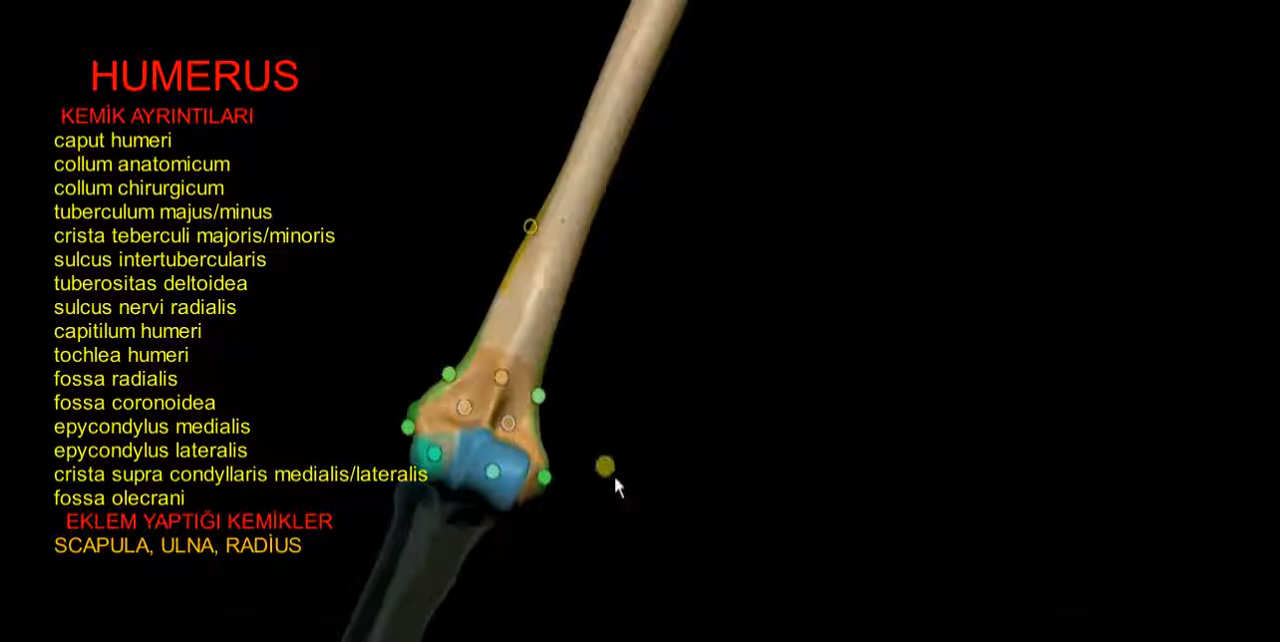 HUMERUS
KEMİK AYRINTILARI
caput humeri
collum anatomicum
collum chirurgicum
tuberculum majus/minus
crista teberculi majoris/minoris
sulcus intertubercularis
tuberositas deltoidea
sulcus nervi radialis
capitilum humeri
tochlea humeri
fossa radialis
fossa coronoidea
epycondylus medialis
epycondylus lateralis
crista supra condyllaris medialis/lateralis
fossa olecrani
EKLEM YAPTIĞI KEMİKLER
SCAPULA, ULNA, RADİUS